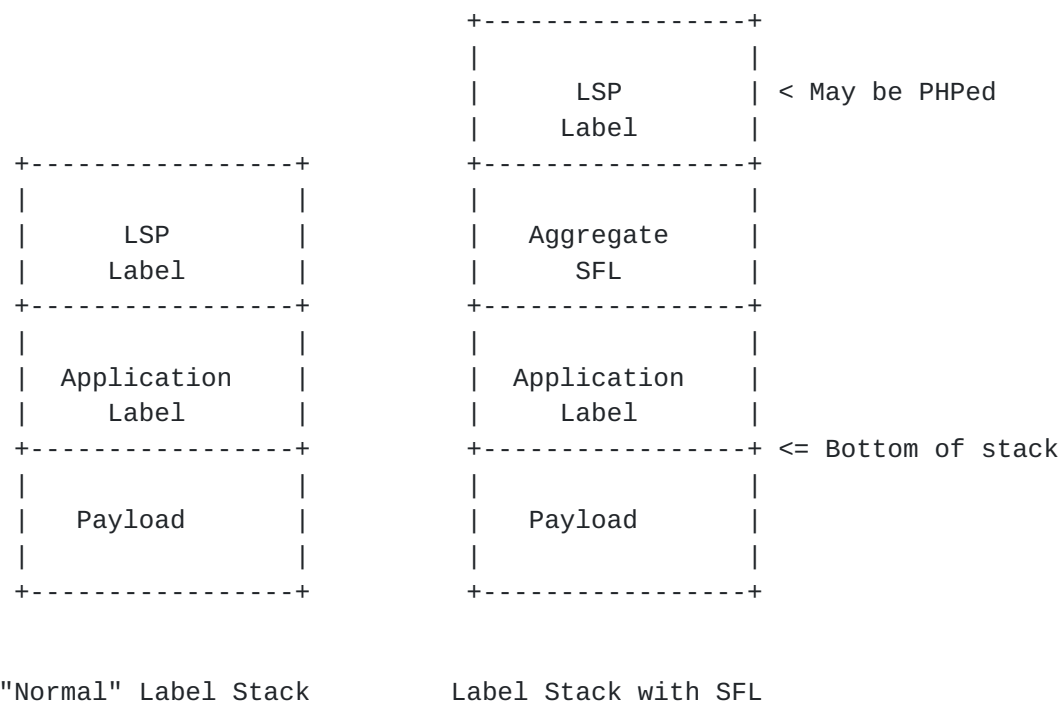 +-----------------+
                              |                 |
                              |      LSP        | < May be PHPed
                              |     Label       |
+-----------------+           +-----------------+
|                 |           |                 |
|      LSP        |           |   Aggregate     |
|     Label       |           |      SFL        |
+-----------------+           +-----------------+
|                 |           |                 |
|  Application    |           |  Application    |
|     Label       |           |     Label       |
+-----------------+           +-----------------+ <= Bottom of stack
|                 |           |                 |
|   Payload       |           |   Payload       |
|                 |           |                 |
+-----------------+           +-----------------+
"Normal" Label Stack         Label Stack with SFL